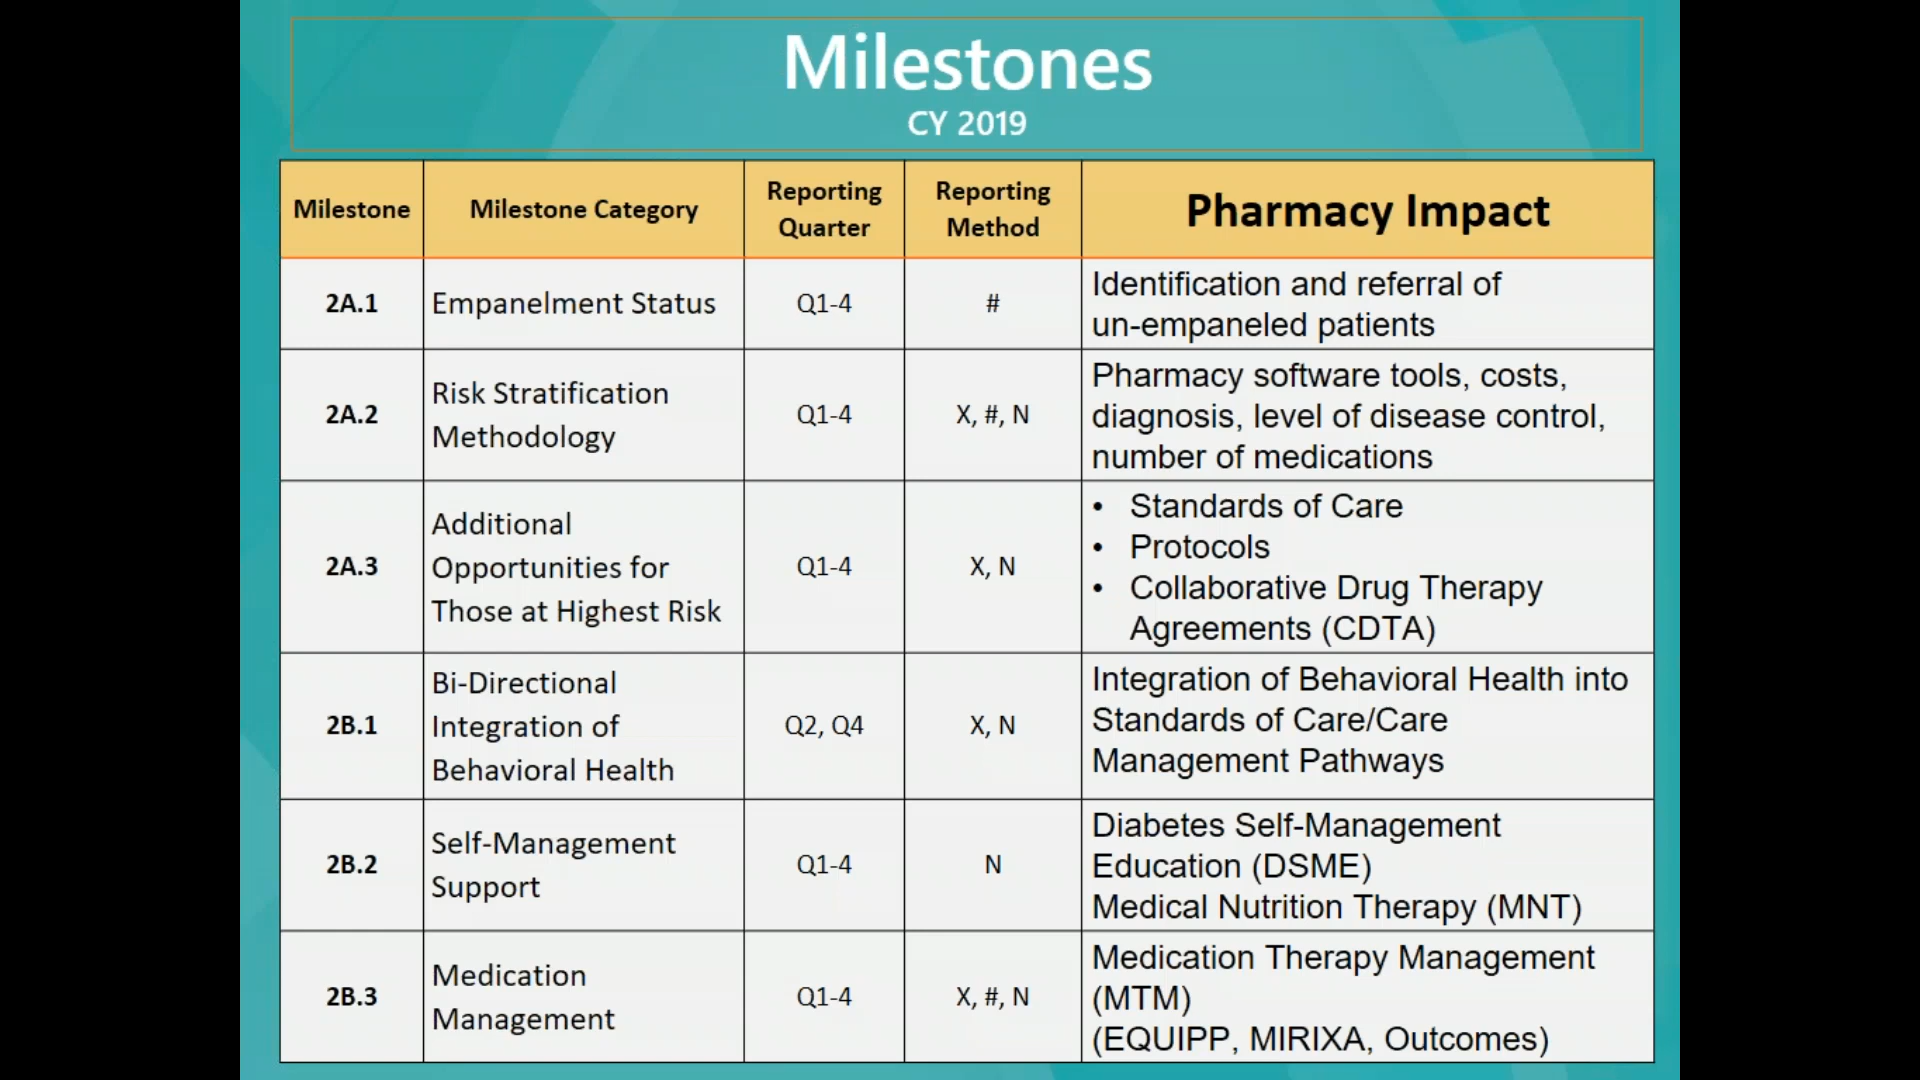 Milestones
CY 2019
Milestone
Milestone Category
Reporting
Quarter
Reporting
Method
Pharmacy Impact
2A.1
Empanelment Status
Q1-4
#
Identification and referral of
un-empaneled patients
2A.2
Risk Stratification
Methodology
Q1-4
X, #, N
Pharmacy software tools, costs,
diagnosis, level of disease control,
number of medications
2A.3
Additional
Opportunities for
Those at Highest Risk
Q1-4
X, N
• Standards of Care
• Protocols
• Collaborative Drug Therapy
Agreements (CDTA)
2B.1
Bi-Directional
Integration of
Behavioral Health
Q2, Q4
X, N
Integration of Behavioral Health into
Standards of Care/Care
Management Pathways
2B.2
Self-Management
Support
Q1-4
N
Diabetes Self-Management
Education (DSME)
Medical Nutrition Therapy (MNT)
2B.3
Medication
Management
Q1-4
X, #, N
Medication Therapy Management
(MTM)
(EQUIPP, MIRIXA, Outcomes)